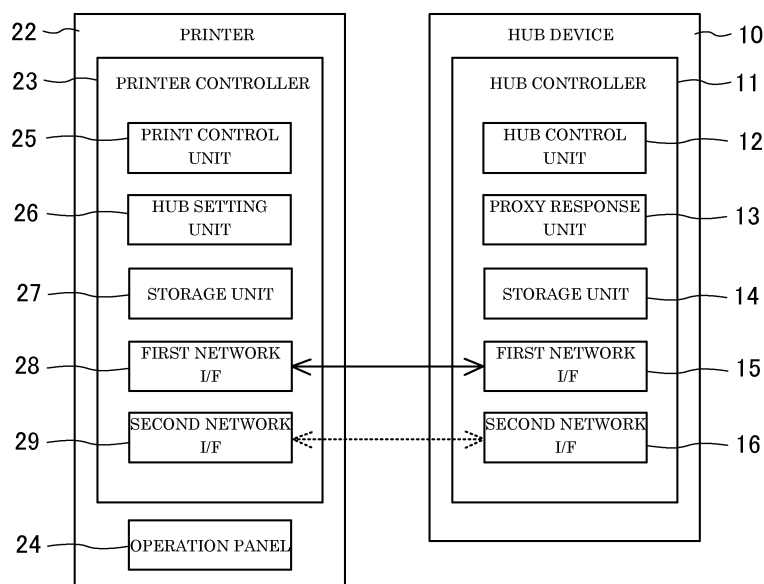 22
PRINTER
23
PRINTER CONTROLLER
25
PRINT CONTROL
UNIT
26
HUB SETTING
UNIT
27
STORAGE UNIT
28
FIRST NETWORK
I/F
29
SECOND NETWORK
I/F
24
OPERATION PANEL
HUB DEVICE
10
HUB CONTROLLER
11
HUB CONTROL
UNIT
12
PROXY RESPONSE
UNIT
13
STORAGE UNIT
14
FIRST NETWORK
I/F
15
SECOND NETWORK
I/F
16